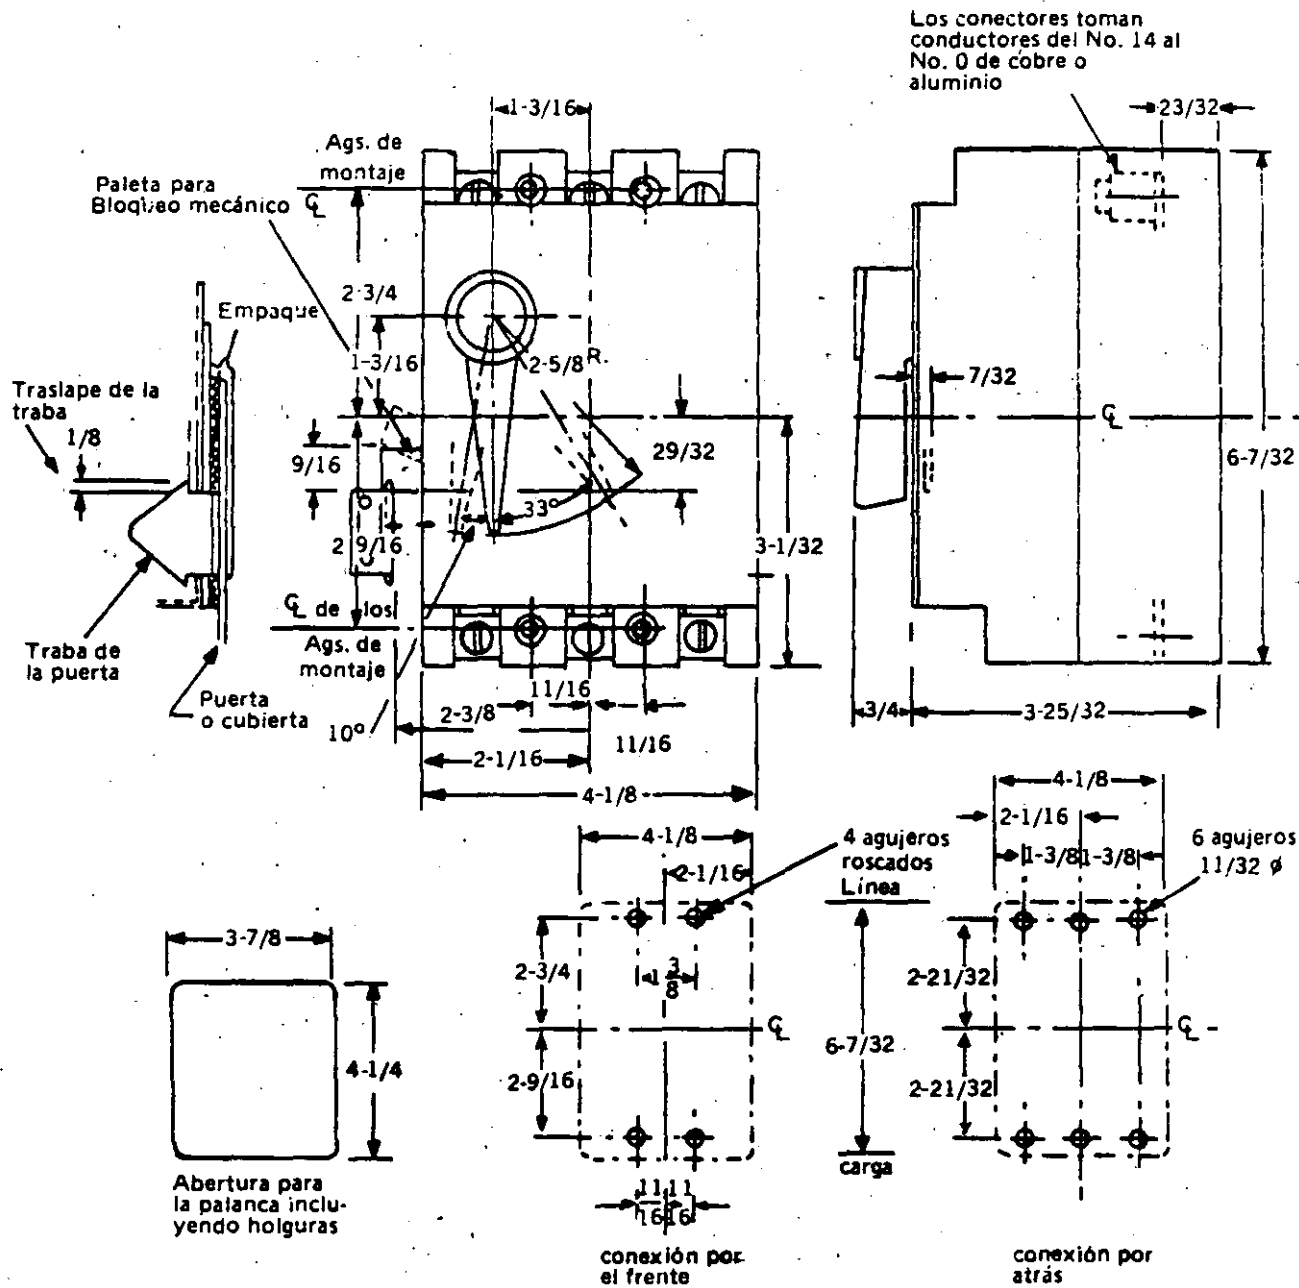 Los conectores toman
conductores del No. 14 al
No. 0 de cobre o
aluminio
1-3/16
23/32
Ags. de
montaje
Paleta para
Bloqueo mecánico
C
L
2-3/4
Empaque
1-3/16
2-5/8 R.
7/32
Traslape de la
traba
1/8
C
L
9/16
29/32
6-7/32
33°
2 9/16
3-1/32
C
L de los
Ags. de
montaje
Traba de
la puerta
Puerta
o cubierta
10°
11/16
2-3/8
11/16
3/4
3-25/32
2-1/16
4-1/8
4-1/8
2-1/16
4 agujeros
roscados
Línea
4-1/8
2-1/16
1-3/8
1-3/8
6 agujeros
11/32 ø
3-7/8
2-3/4
1 3/8
2-21/32
C
L
6-7/32
C
L
4-1/4
2-9/16
2-21/32
carga
Abertura para
la palanca inclu-
yendo holguras
11/16
11/16
conexión por
el frente
conexión por
atrás